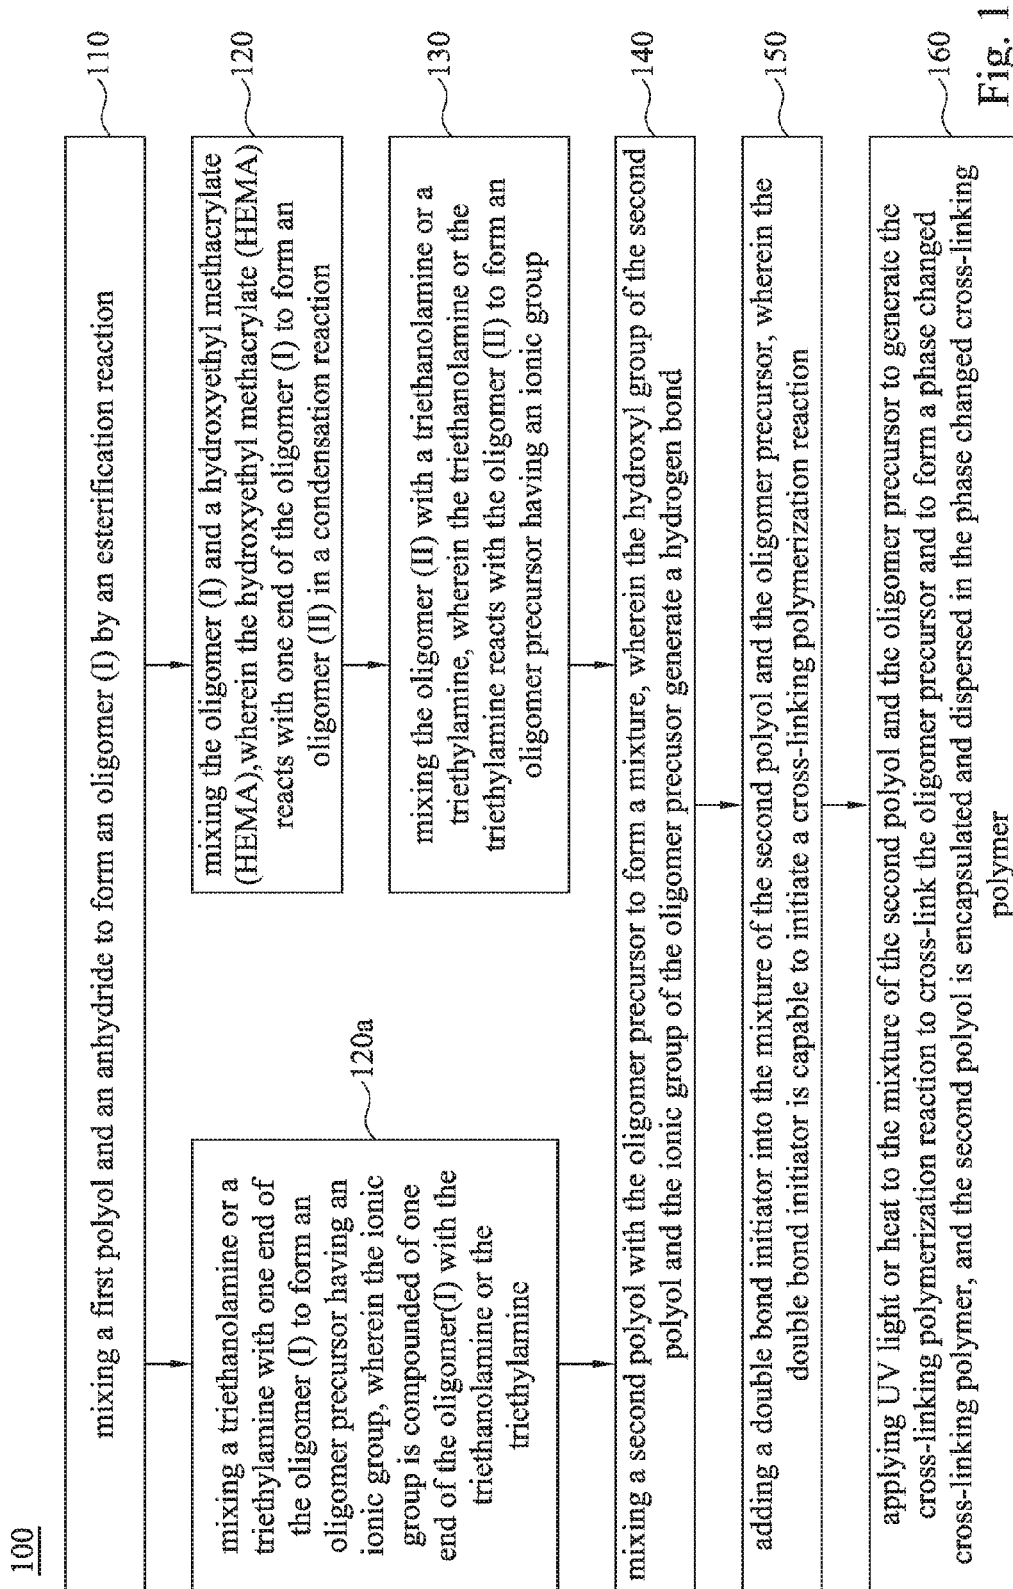 100
mixing a first polyol and an anhydride to form an oligomer (I) by an esterification reaction
110
mixing a triethanolamine or a
triethylamine with one end of
the oligomer (I) to form an
oligomer precursor having an
ionic group, wherein the ionic
group is compounded of one
end of the oligomer(I) with the
triethanolamine or the
triethylamine
120a
mixing the oligomer (I) and a hydroxyethyl methacrylate
(HEMA),wherein the hydroxyethyl methacrylate (HEMA)
reacts with one end of the oligomer (I) to form an
oligomer (II) in a condensation reaction
120
mixing the oligomer (II) with a triethanolamine or a
triethylamine, wherein the triethanolamine or the
triethylamine reacts with the oligomer (II) to form an
oligomer precursor having an ionic group
130
mixing a second polyol with the oligomer precursor to form a mixture, wherein the hydroxyl group of the second
polyol and the ionic group of the oligomer precusor generate a hydrogen bond
140
adding a double bond initiator into the mixture of the second polyol and the oligomer precursor, wherein the
double bond initiator is capable to initiate a cross-linking polymerization reaction
150
applying UV light or heat to the mixture of the second polyol and the oligomer precursor to generate the
cross-linking polymerization reaction to cross-link the oligomer precursor and to form a phase changed
cross-linking polymer, and the second polyol is encapsulated and dispersed in the phase changed cross-linking
polymer
160
Fig. 1